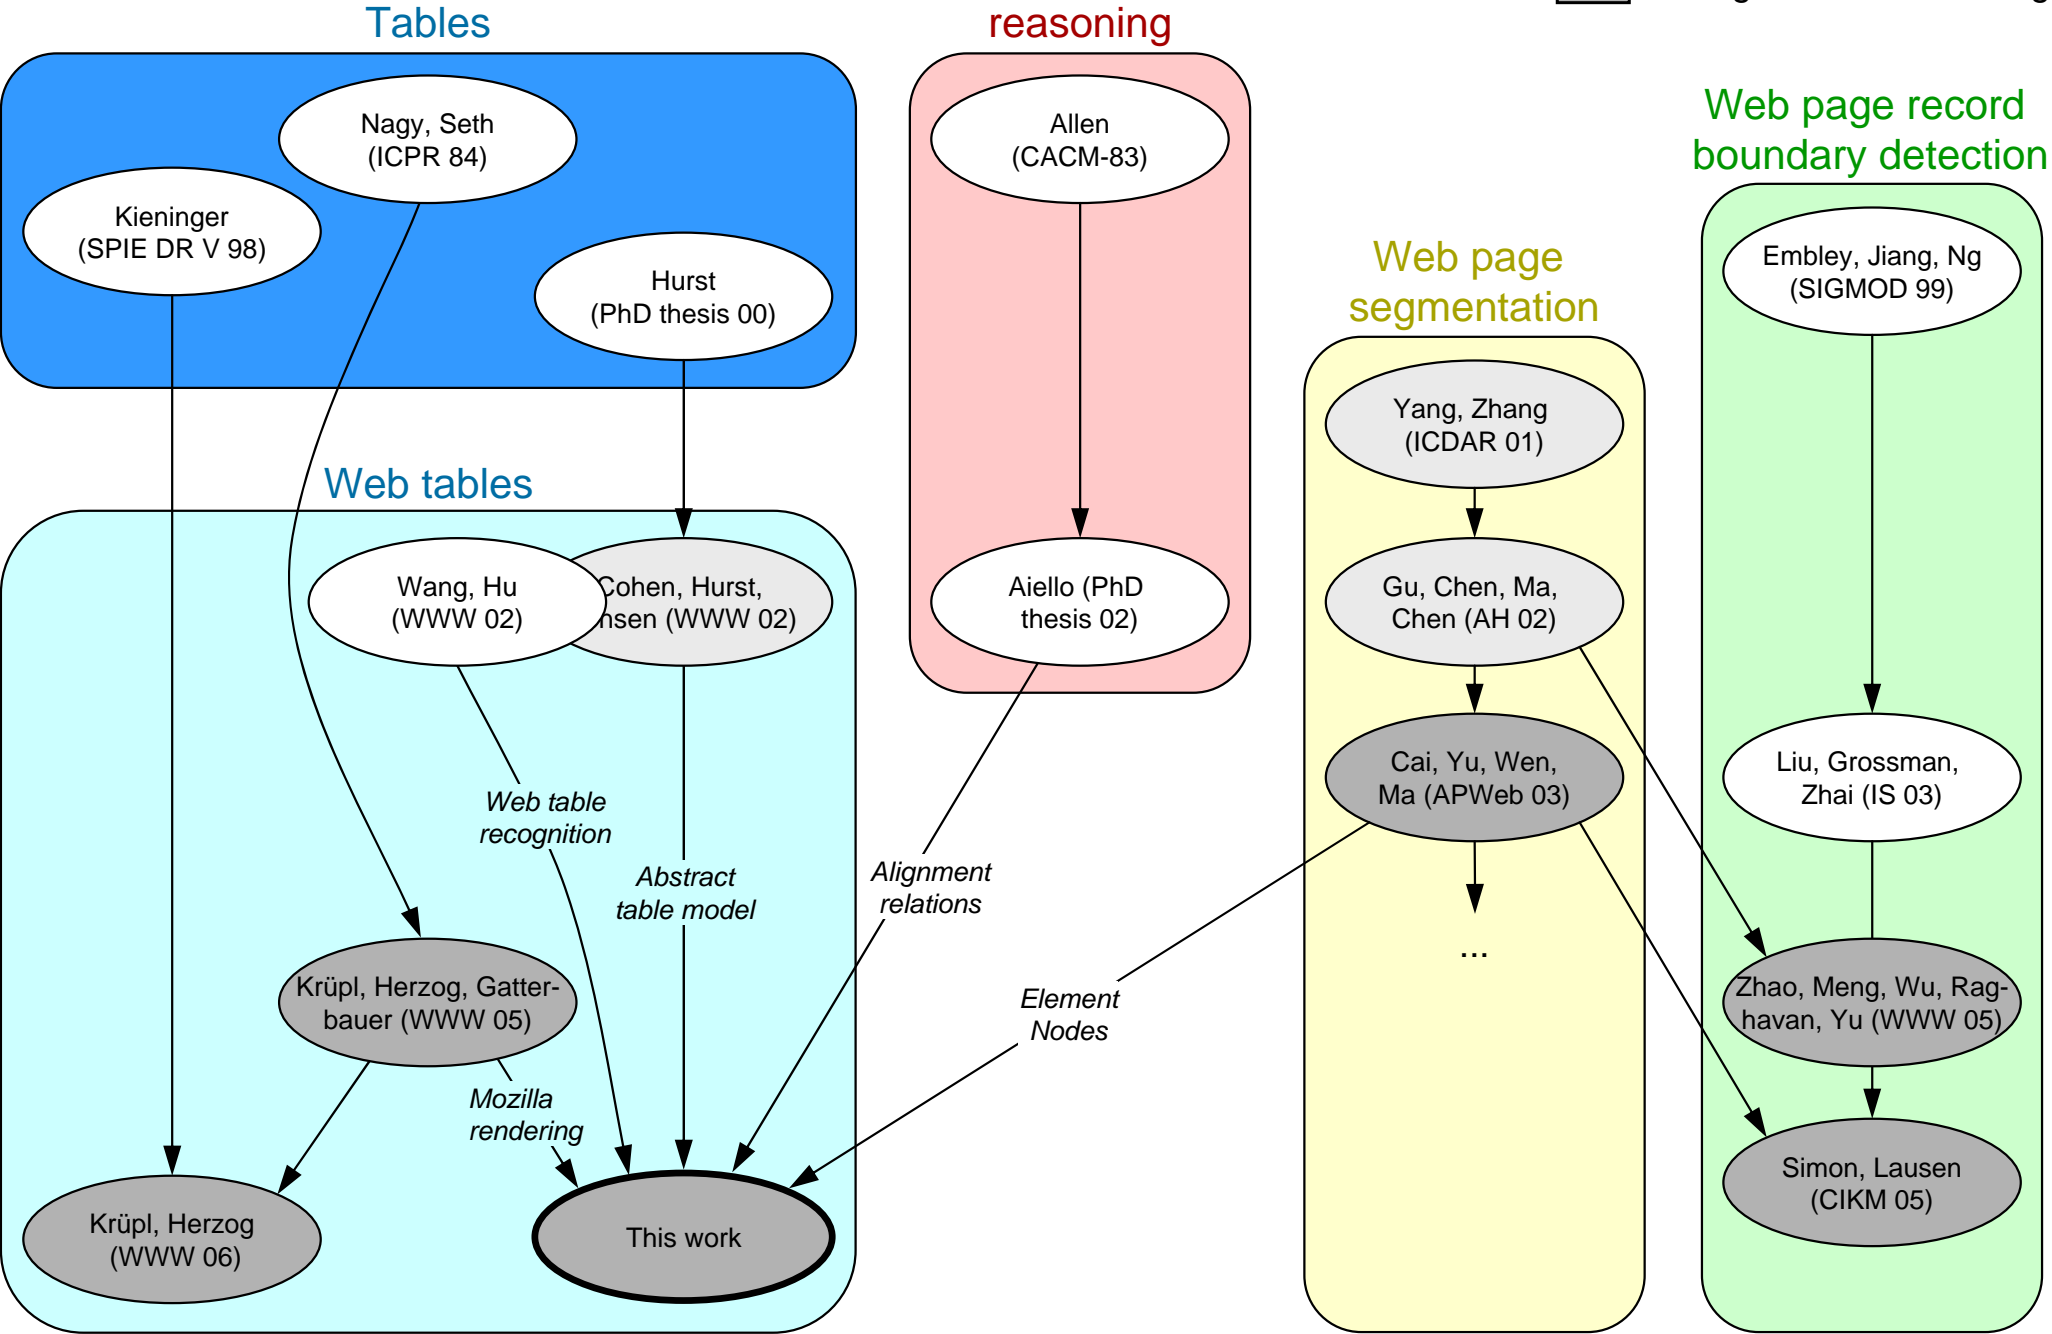 Tables
reasoning
Nagy, Seth
(ICPR 84)
Kieninger
(SPIE DR V 98)
Hurst
(PhD thesis 00)
Allen
(CACM-83)
Web page record
boundary detection
Embley, Jiang, Ng
(SIGMOD 99)
Web page
segmentation
Yang, Zhang
(ICDAR 01)
Web tables
Wang, Hu
(WWW 02)
Cohen, Hurst,
(WWW 02)
Aiello (PhD
thesis 02)
Gu, Chen, Ma,
Chen (AH 02)
Cai, Yu, Wen,
Ma (APWeb 03)
Liu, Grossman,
Zhai (IS 03)
Web table
recognition
Abstract
table model
Alignment
relations
...
Krüpl, Herzog, Gatter-
bauer (WWW 05)
Element
Nodes
Zhao, Meng, Wu, Rag-
havan, Yu (WWW 05)
Mozilla
rendering
Krüpl, Herzog
(WWW 06)
This work
Simon, Lausen
(CIKM 05)